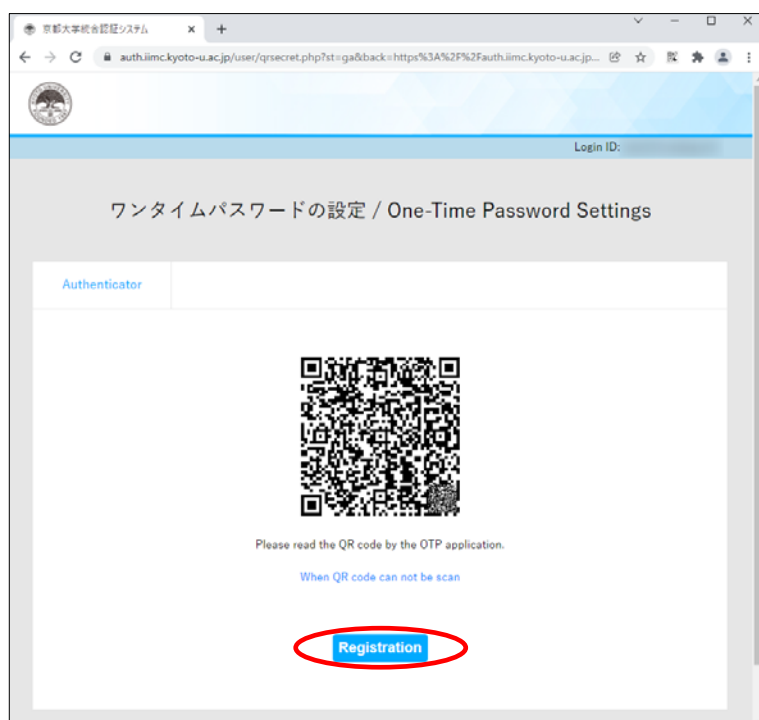 京都大学統合認証システム
auth.iimc.kyoto-u.ac.jp/user/qrsecret.php?st=ga&back=https%3A%2F%2Fauth.iimc.kyoto-u.ac.jp...
Login ID:
ワンタイムパスワードの設定 / One-Time Password Settings
Authenticator
Please read the QR code by the OTP application.
When QR code can not be scan
Registration